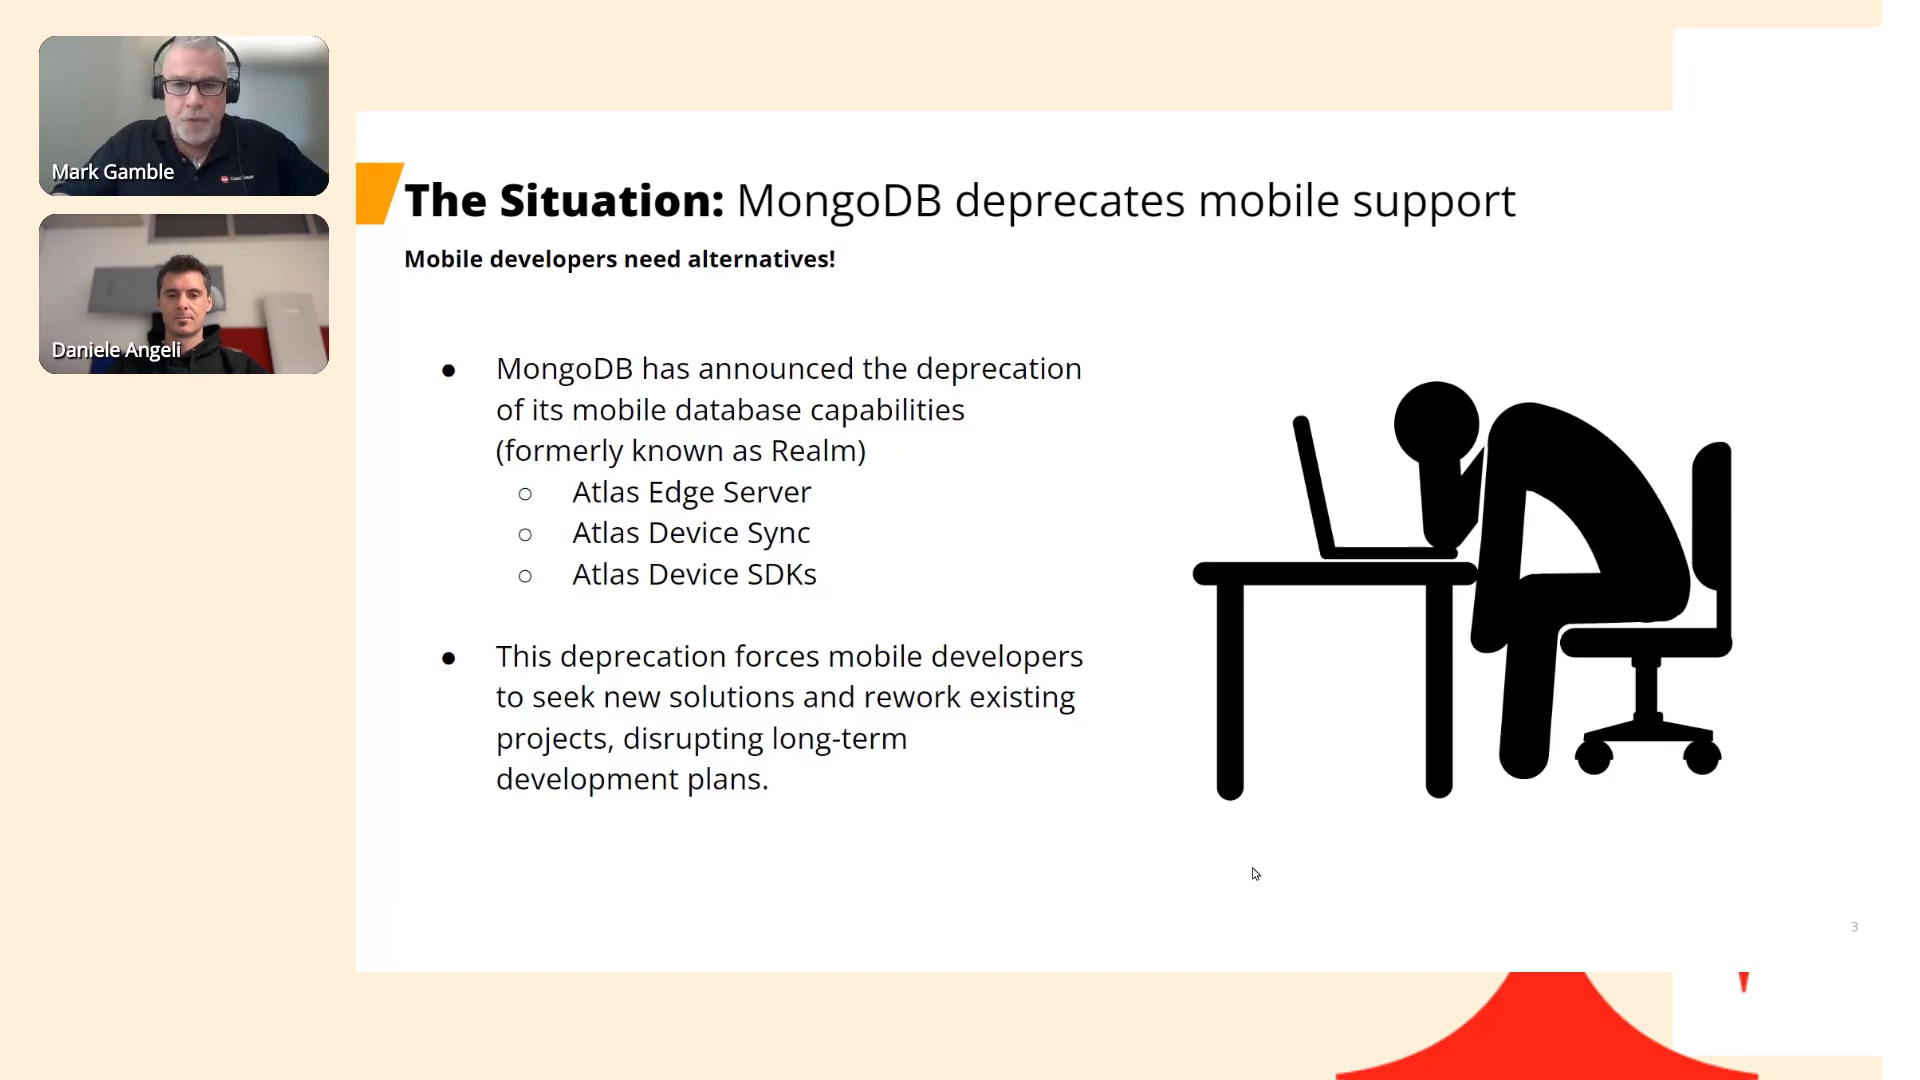 Mark Gamble
Daniele Angeli
The Situation: MongoDB deprecates mobile support
Mobile developers need alternatives!
● MongoDB has announced the deprecation
of its mobile database capabilities
(formerly known as Realm)
○ Atlas Edge Server
○ Atlas Device Sync
○ Atlas Device SDKs
● This deprecation forces mobile developers
to seek new solutions and rework existing
projects, disrupting long-term
development plans.
3